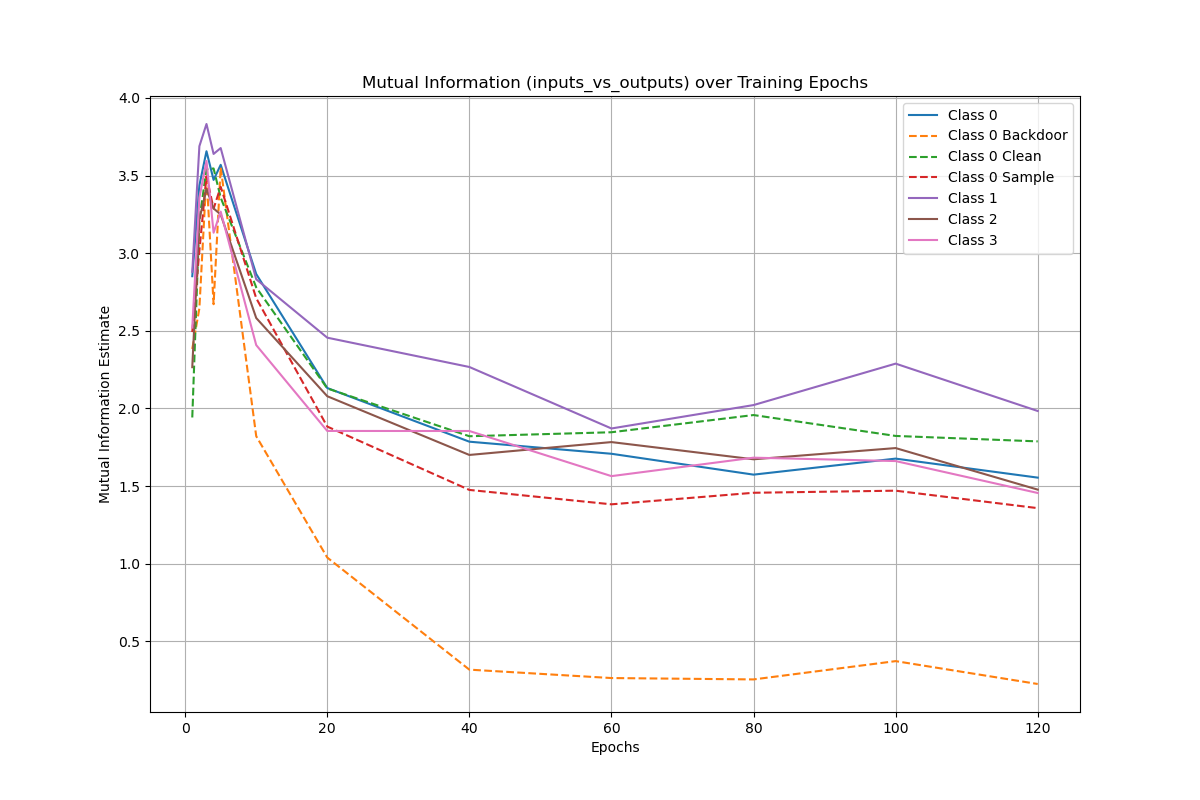 Mutual Information (inputs_vs_outputs) over Training Epochs
4.0
3.5
3.0
2.5
2.0
1.5
1.0
0.5
Mutual Information Estimate
Class 0
Class 0 Backdoor
Class 0 Clean
Class 0 Sample
Class 1
Class 2
Class 3
0 20 40 60 80 100 120
Epochs